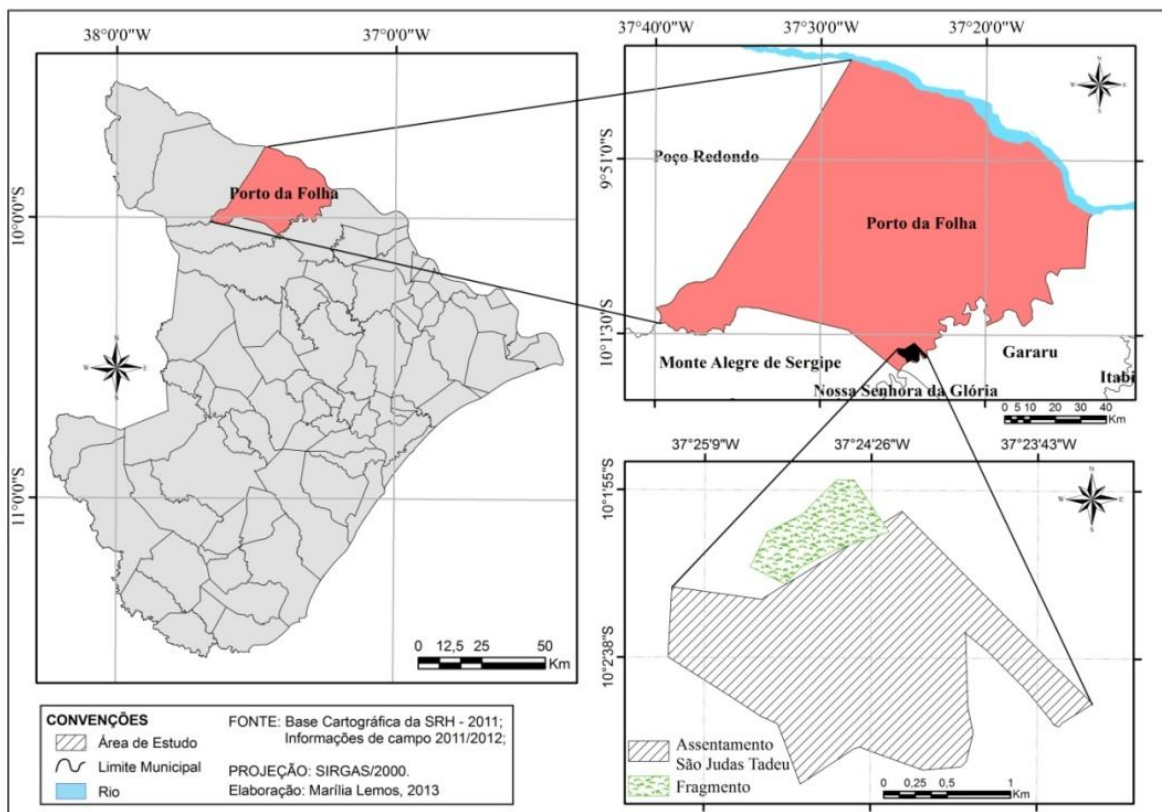 38°0'0"W 37°0'0"W
10°0'0"S
11°0'0"S
Porto da Folha
N
W E
S
0 12,5 25 50
Km
CONVENÇÕES
Área de Estudo
Limite Municipal
Rio
FONTE: Base Cartográfica da SRH - 2011;
Informações de campo 2011/2012;
PROJEÇÃO: SIRGAS/2000.
Elaboração: Marília Lemos, 2013
37°40'0"W 37°30'0"W 37°20'0"W
9°51'0"S
10°1'30"S
N
W E
S
Poço Redondo
Porto da Folha
Monte Alegre de Sergipe
Gararu
Itabi
Nossa Senhora da Glória
0 5 10 20 30 40
Km
37°25'9"W 37°24'26"W 37°23'43"W
10°1'55"S
10°2'38"S
N
W E
S
Assentamento
São Judas Tadeu
Fragmento
0 0,25 0,5 1
Km